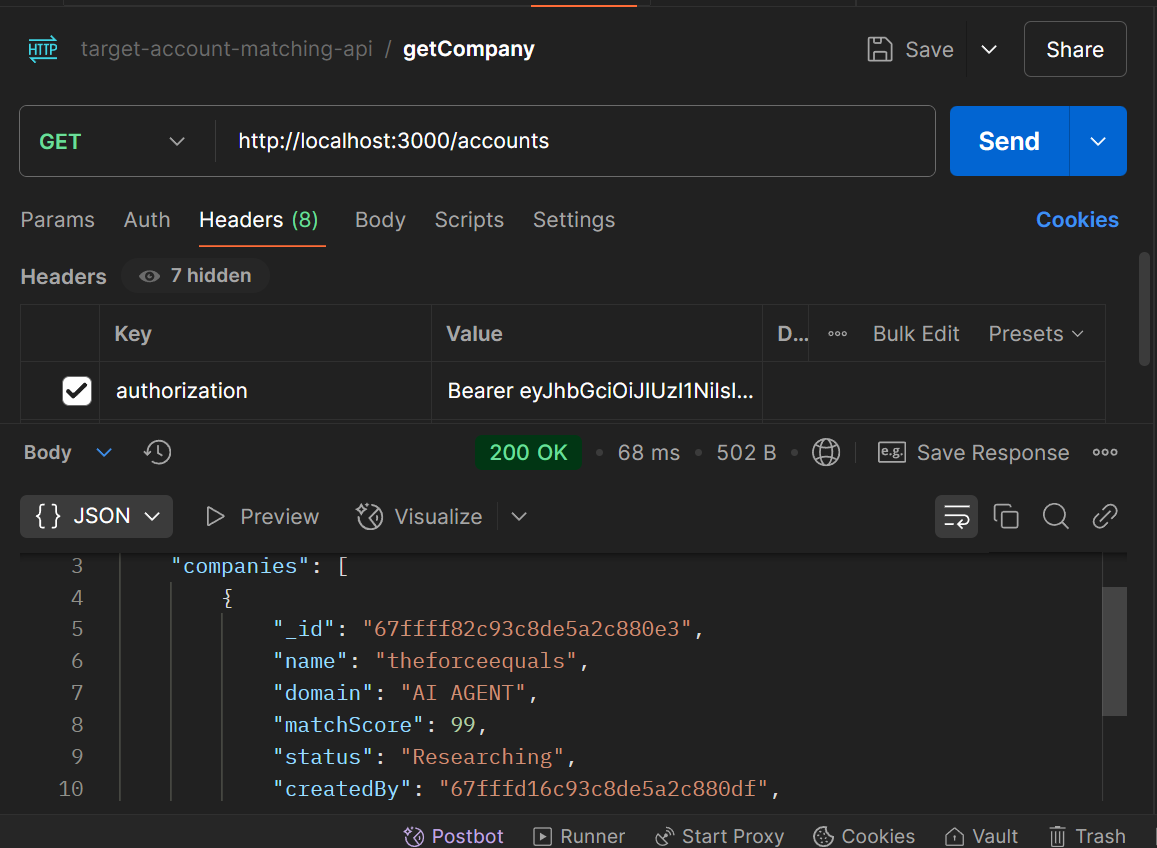 HTTP target-account-matching-api / getCompany Save Share
GET http://localhost:3000/accounts Send
Params Auth Headers (8) Body Scripts Settings Cookies
Headers 7 hidden
Key Value D... Bulk Edit Presets
authorization Bearer eyJhbGciOiJIUzI1NiIsI...
Body 200 OK • 68 ms • 502 B • e.g. Save Response
{} JSON Preview Visualize
3 "companies": [
4 {
5 "_id": "67ffff82c93c8de5a2c880e3",
6 "name": "theforceequals",
7 "domain": "AI AGENT",
8 "matchScore": 99,
9 "status": "Researching",
10 "createdBy": "67fffd16c93c8de5a2c880df",
Postbot Runner Start Proxy Cookies Vault Trash